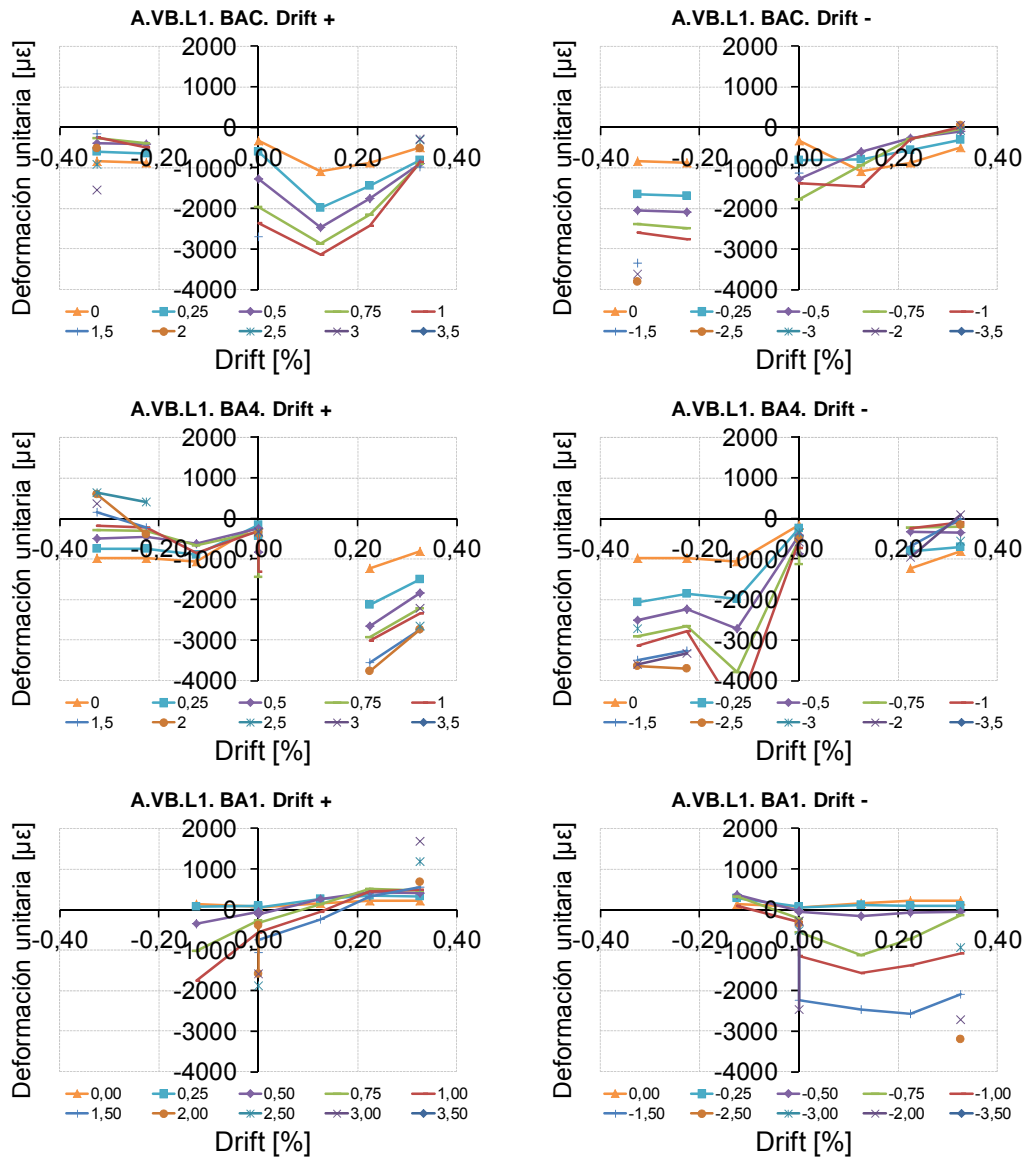 A.VB.L1. BAC. Drift +
Deformación unitaria [µε]
2000
1000
0
-1000
-2000
-3000
-4000
-0,40 -0,20 0,00 0,20 0,40
0 0,25 0,5 0,75 1
1,5 2 2,5 3 3,5
Drift [%]
A.VB.L1. BAC. Drift -
Deformación unitaria [µε]
2000
1000
0
-1000
-2000
-3000
-4000
-0,40 -0,20 0,00 0,20 0,40
0 -0,25 -0,5 -0,75 -1
-1,5 -2,5 -3 -2 -3,5
Drift [%]
A.VB.L1. BA4. Drift +
Deformación unitaria [µε]
2000
1000
0
-1000
-2000
-3000
-4000
-0,40 -0,20 0,00 0,20 0,40
0 0,25 0,5 0,75 1
1,5 2 2,5 3 3,5
Drift [%]
A.VB.L1. BA4. Drift -
Deformación unitaria [µε]
2000
1000
0
-1000
-2000
-3000
-4000
-0,40 -0,20 0,00 0,20 0,40
0 -0,25 -0,5 -0,75 -1
-1,5 -2,5 -3 -2 -3,5
Drift [%]
A.VB.L1. BA1. Drift +
Deformación unitaria [µε]
2000
1000
0
-1000
-2000
-3000
-4000
-0,40 -0,20 0,00 0,20 0,40
0,00 0,25 0,50 0,75 1,00
1,50 2,00 2,50 3,00 3,50
Drift [%]
A.VB.L1. BA1. Drift -
Deformación unitaria [µε]
2000
1000
0
-1000
-2000
-3000
-4000
-0,40 -0,20 0,00 0,20 0,40
0,00 -0,25 -0,50 -0,75 -1,00
-1,50 -2,50 -3,00 -2,00 -3,50
Drift [%]